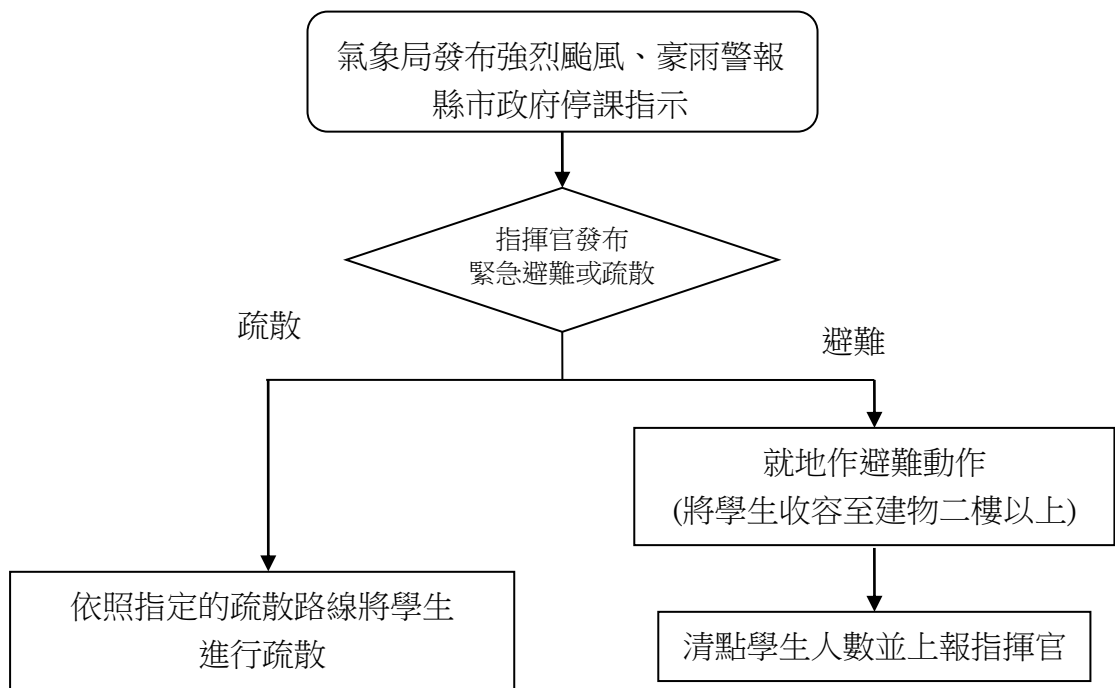 氣象局發布強烈颱風、豪雨警報
縣市政府停課指示
指揮官發布
緊急避難或疏散
疏散
避難
就地作避難動作
(將學生收容至建物二樓以上)
依照指定的疏散路線將學生
進行疏散
清點學生人數並上報指揮官